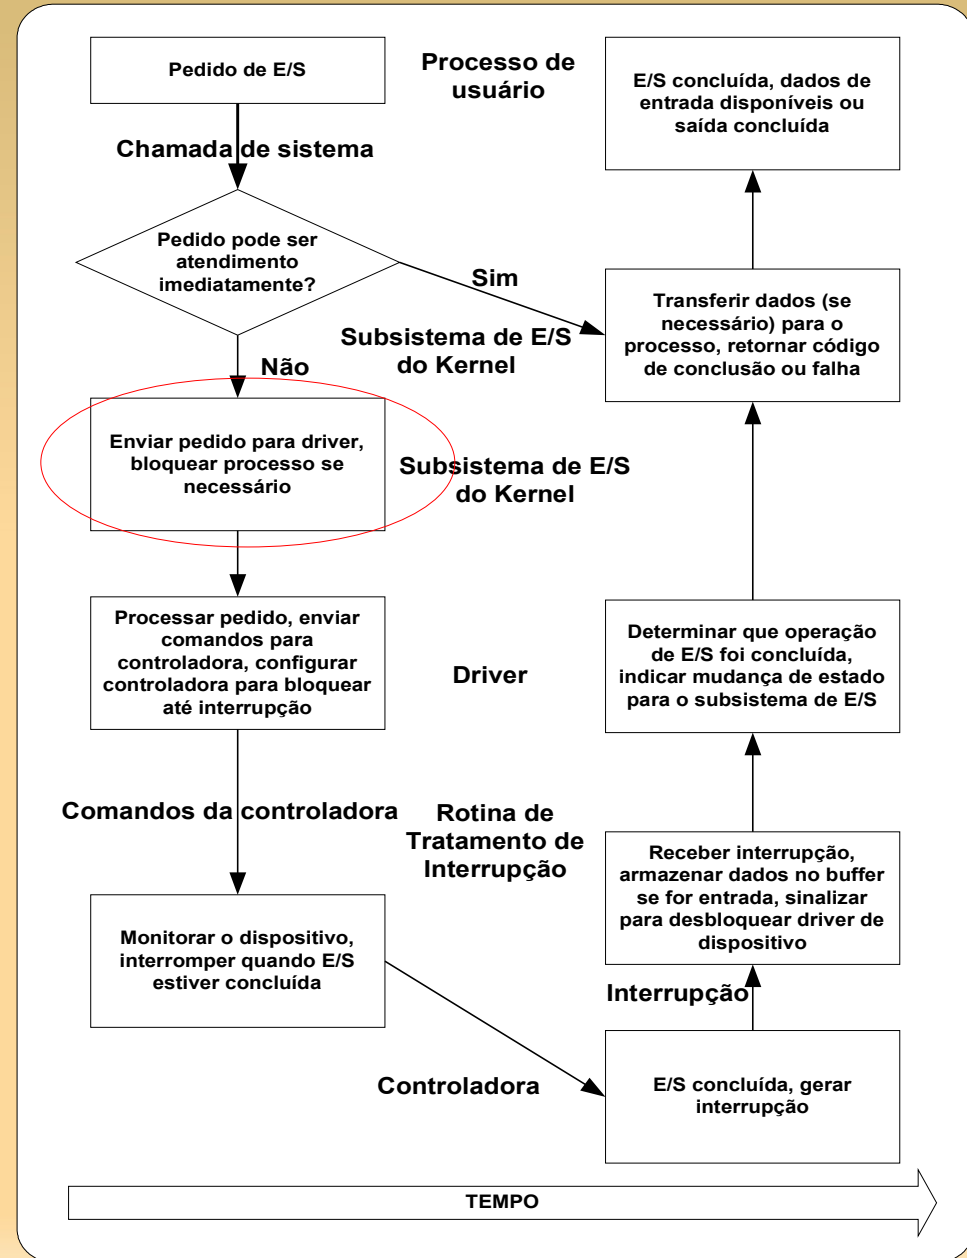 Pedido de E/S
Processo de
usuário
E/S concluída, dados de
entrada disponíveis ou
saída concluída
Chamada de sistema
Pedido pode ser
atendimento
imediatamente?
Sim
Transferir dados (se
necessário) para o
processo, retornar código
de conclusão ou falha
Subsistema de E/S
do Kernel
Não
Enviar pedido para driver,
bloquear processo se
necessário
Subsistema de E/S
do Kernel
Processar pedido, enviar
comandos para
controladora, configurar
controladora para bloquear
até interrupção
Driver
Determinar que operação
de E/S foi concluída,
indicar mudança de estado
para o subsistema de E/S
Comandos da controladora
Rotina de
Tratamento de
Interrupção
Receber interrupção,
armazenar dados no buffer
se for entrada, sinalizar
para desbloquear driver de
dispositivo
Monitorar o dispositivo,
interromper quando E/S
estiver concluída
Interrupção
Controladora
E/S concluída, gerar
interrupção
TEMPO